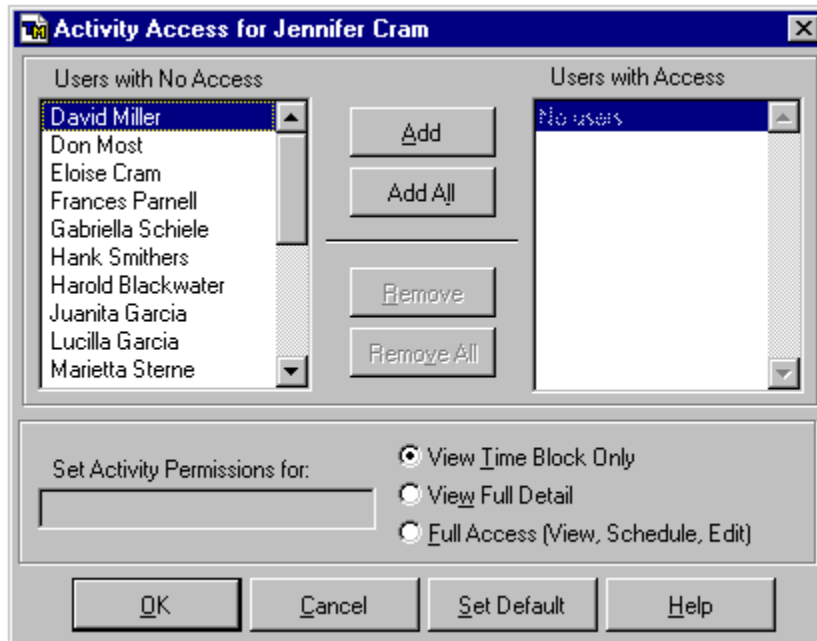 Activity Access for Jennifer Cram
Users with No Access
Users with Access
David Miller
Don Most
Eloise Cram
Frances Parnell
Gabriella Schiele
Hank Smithers
Harold Blackwater
Juanita Garcia
Lucilla Garcia
Marietta Sterne
Add
Add All
Remove
Remove All
No users
Set Activity Permissions for:
View Time Block Only
View Full Detail
Full Access (View, Schedule, Edit)
OK
Cancel
Set Default
Help